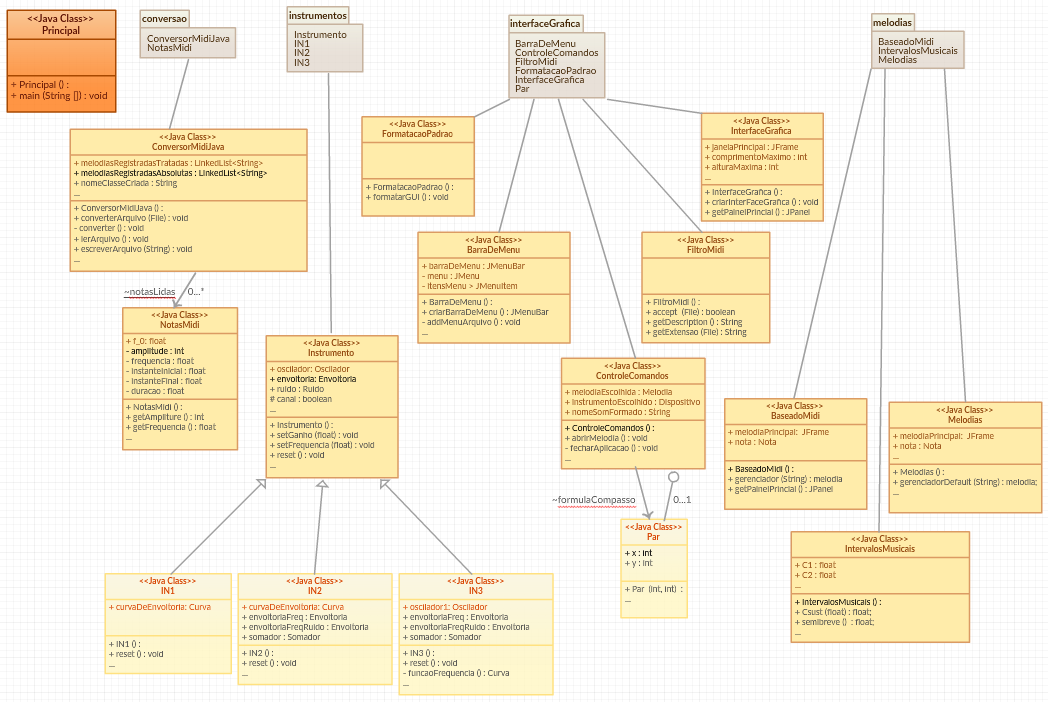 <<Java Class>>
Principal
+ Principal () :
+ main (String []) : void
conversao
ConversorMidiJava
NotasMidi
instrumentos
Instrumento
IN1
IN2
IN3
interfaceGrafica
BarraDeMenu
ControleComandos
FiltroMidi
FormatacaoPadrao
InterfaceGrafica
Par
melodias
BaseadoMidi
IntervalosMusicais
Melodias
<<Java Class>>
ConversorMidiJava
+ melodiasRegistradasTratadas : LinkedList<String>
+ melodiasRegistradasAbsolutas : LinkedList<String>
+ nomeClasseCriada : String
...
+ ConversorMidiJava () :
+ converterArquivo (File) : void
- converter () : void
+ lerArquivo () : void
+ escreverArquivo (String) : void
...
<<Java Class>>
FormatacaoPadrao
+ FormatacaoPadrao () :
+ formatarGUI () : void
<<Java Class>>
InterfaceGrafica
+ janelaPrincipal : JFrame
+ comprimentoMaximo : int
+ alturaMaxima : int
...
+ InterfaceGrafica () :
+ criarInterFaceGrafica () : void
+ getPainelPrincial () : JPanel
<<Java Class>>
BarraDeMenu
+ barraDeMenu : JMenuBar
- menu : JMenu
- itensMenu > JMenuItem
+ BarraDeMenu () :
+ criarBarraDeMenu () : JMenuBar
- addMenuArquivo () : void
...
<<Java Class>>
FiltroMidi
+ FiltroMidi () :
+ accept (File) : boolean
+ getDescription () : String
+ getExtensao (File) : String
~notasLidas 0...*
<<Java Class>>
NotasMidi
+ f_0: float
- amplitude : int
- frequencia : float
- instanteInicial : float
- instanteFinal : float
- duracao : float
+ NotasMidi () :
+ getAmpliture () : int
+ getFrequencia () : float
...
<<Java Class>>
Instrumento
+ oscilador: Oscilador
+ envoltoria: Envoltoria
+ ruido : Ruido
# canal : boolean
...
+ Instrumento () :
+ setGanho (float) : void
+ setFrequencia (float) : void
+ reset () : void
...
<<Java Class>>
ControleComandos
+ melodiaEscolhida : Melodia
+ InstrumentoEscolhido : Dispositivo
+ nomeSomFormado : String
+ ControleComandos () :
+ abrirMelodia () : void
- fecharAplicacao () : void
...
<<Java Class>>
BaseadoMidi
+ melodiaPrincipal: JFrame
+ nota : Nota
+ BaseadoMidi () :
+ gerenciador (String) : melodia
+ getPainelPrincial () : JPanel
<<Java Class>>
Melodias
+ melodiaPrincipal: JFrame
+ nota : Nota
...
+ Melodias () :
+ gerenciadorDefault (String) : melodia;
...
~formulaCompasso 0...1
<<Java Class>>
Par
+ x : int
+ y : int
+ Par (int, int) :
...
<<Java Class>>
IntervalosMusicais
+ C1 : float
+ C2 : float
...
+ IntervalosMusicais () :
+ Csust (float) : float;
+ semibreve () : float;
...
<<Java Class>>
IN1
+ curvaDeEnvoltoria: Curva
+ IN1 () :
+ reset () : void
...
<<Java Class>>
IN2
+ curvaDeEnvoltoria: Curva
+ envoltoriaFreq : Envoltoria
+ envoltoriaFreqRuido : Envoltoria
+ somador : Somador
+ IN2 () :
+ reset () : void
...
<<Java Class>>
IN3
+ oscilador1: Oscilador
+ envoltoriaFreq : Envoltoria
+ envoltoriaFreqRuido : Envoltoria
+ somador : Somador
+ IN3 () :
+ reset () : void
- funcaoFrequencia () : Curva
...